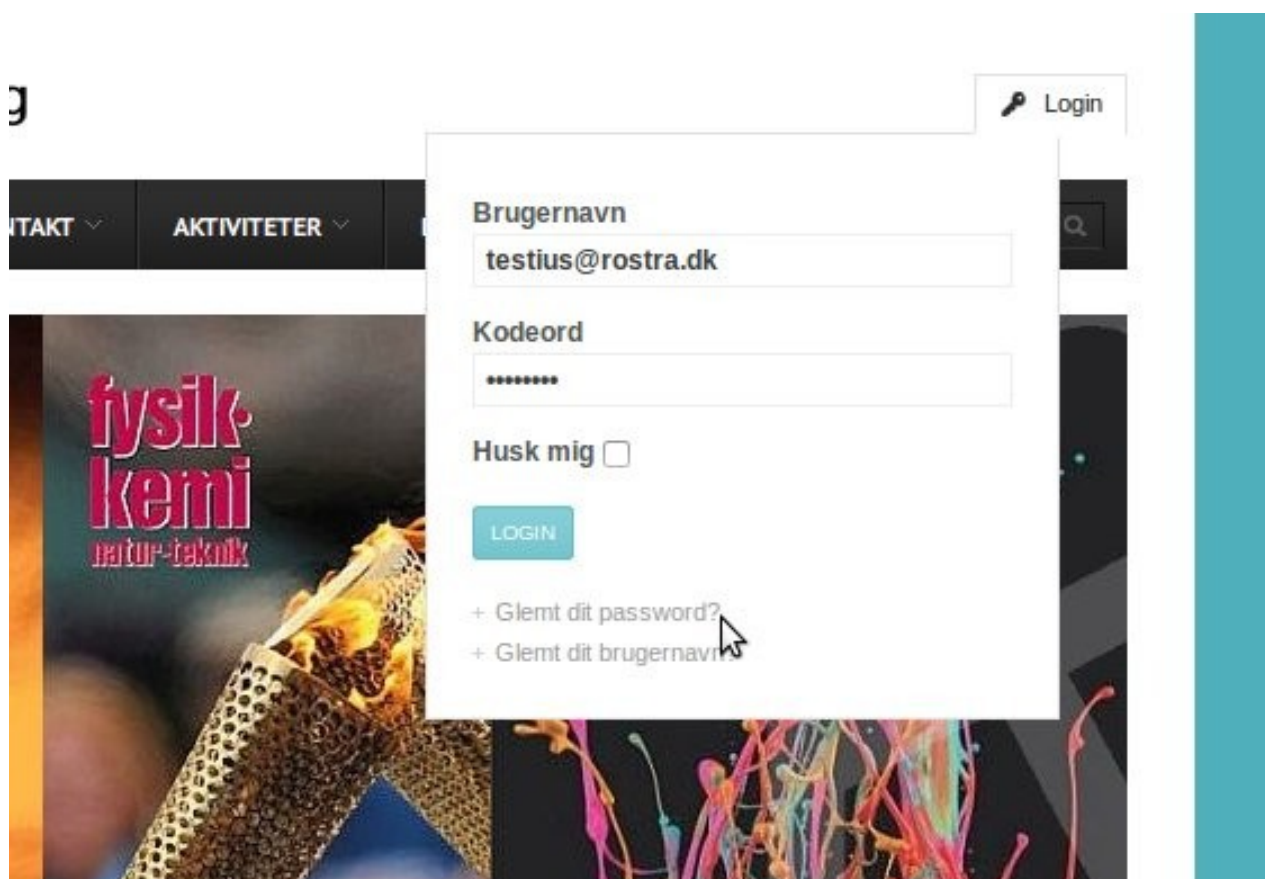 g
Login
NTAKT
AKTIVITETER
Brugernavn
testius@rostra.dk
Kodeord
••••••••
Husk mig
LOGIN
fysik-
kemi
natur-teknik
+ Glemt dit password?
+ Glemt dit brugernavn